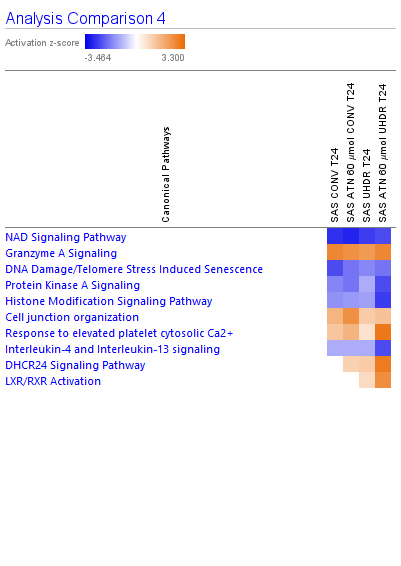 Analysis Comparison 4
Activation z-score
-3.464 3.300
Canonical Pathways
SAS CONV T24
SAS ATN 60 µmol CONV T24
SAS UHDR T24
SAS ATN 60 µmol UHDR T24
NAD Signaling Pathway
Granzyme A Signaling
DNA Damage/Telomere Stress Induced Senescence
Protein Kinase A Signaling
Histone Modification Signaling Pathway
Cell junction organization
Response to elevated platelet cytosolic Ca2+
Interleukin-4 and Interleukin-13 signaling
DHCR24 Signaling Pathway
LXR/RXR Activation